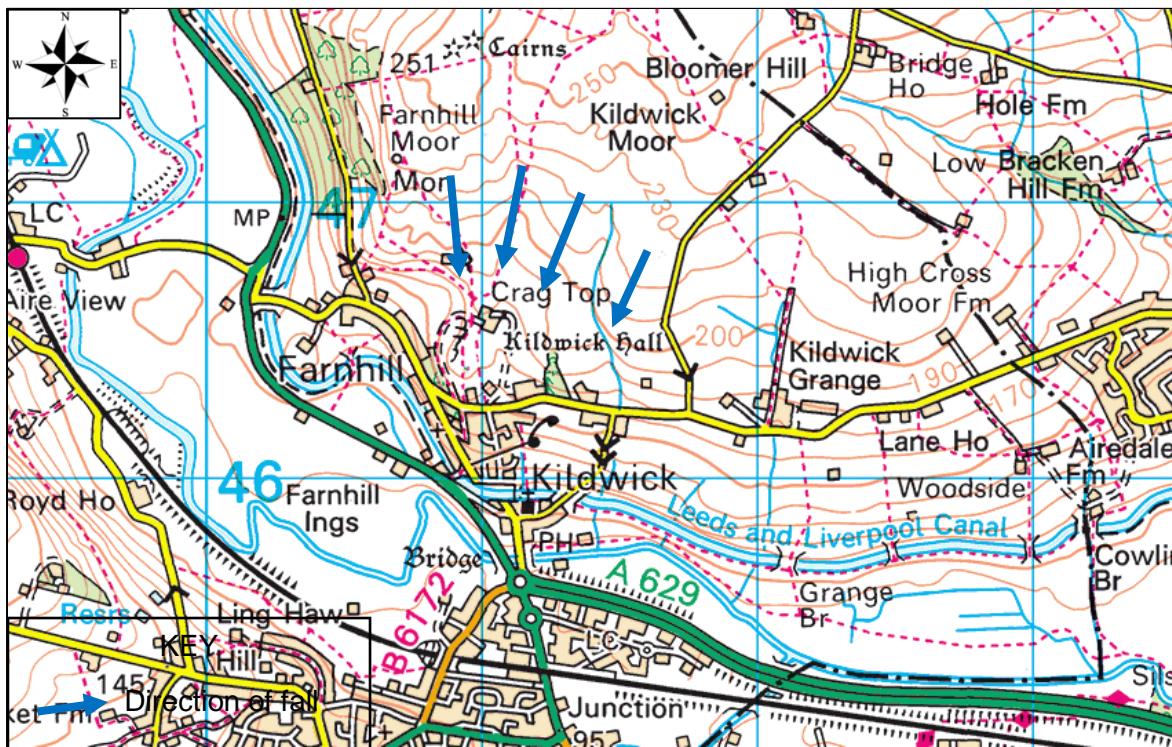 N
W E
S
251
Cairns
Bloomer Hill
Bridge
Ho
250
Farnhill
Moor
Mon
Kildwick
Moor
Hole Fm
Low Bracken
Hill Fm
230
LC
MP
47
Aire View
Crag Top
High Cross
Moor Fm
Kildwick Hall
200
Kildwick
Grange
190
170
Farnhill
Lane Ho
Airedale
Fm
46
Kildwick
Woodside
Royd Ho
Farnhill
Ings
Leeds and Liverpool Canal
Bridge
PH
A 629
Cowlin
Br
Grange
Br
Resrs
Ling Haw
Hill
B 6172
LC
KEY
145
Direction of fall
ket Fm
Junction
Sils
95